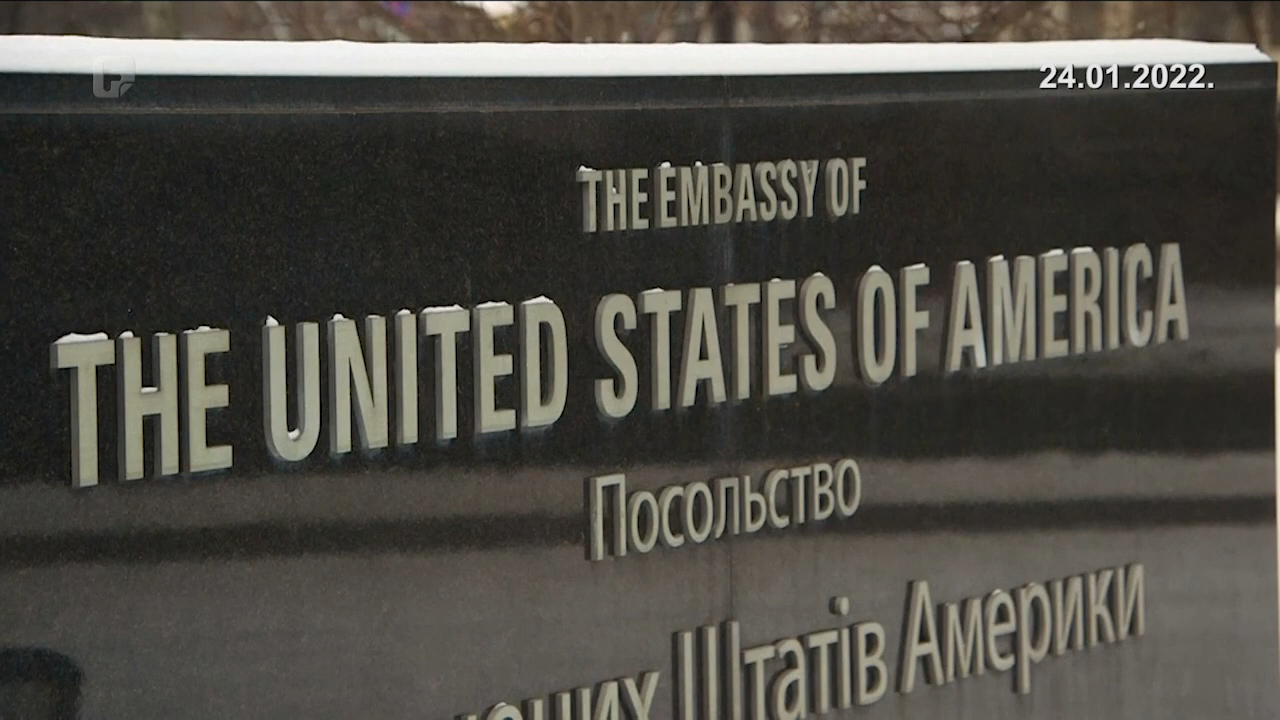 24.01.2022.
THE EMBASSY OF
THE UNITED STATES OF AMERICA
Посольство
Штатів Америки